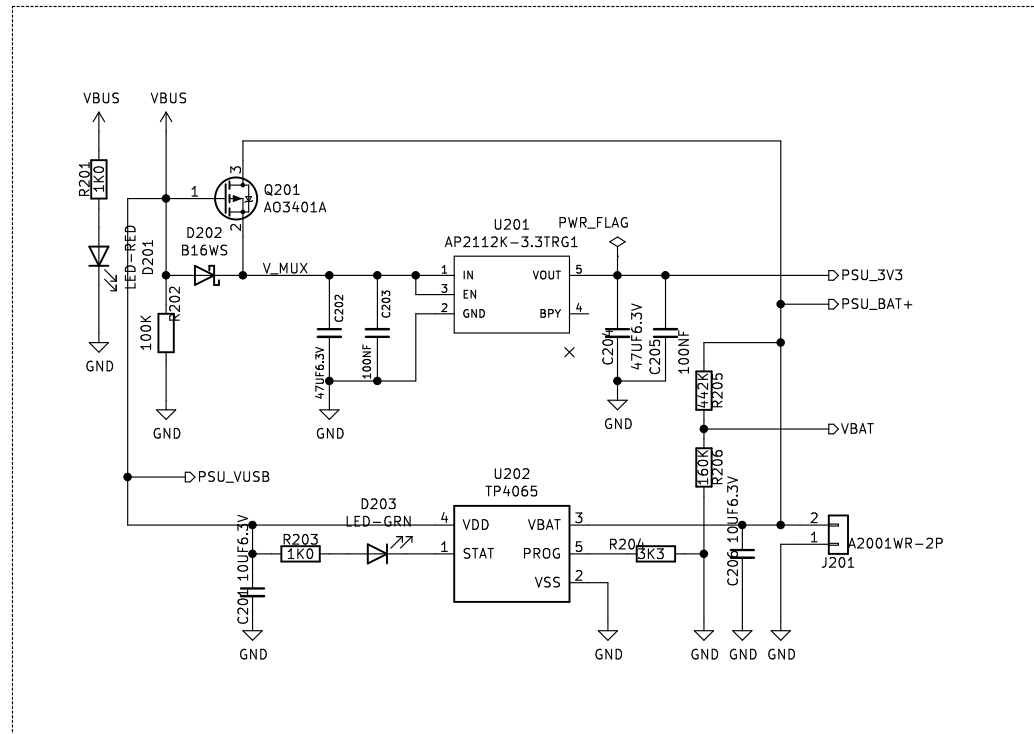 VBUS
VBUS
R201
1K0
3
1
Q201
AO3401A
2
D202
B16WS
LED-RED
D201
V_MUX
R202
100K
GND
GND
C202
47UF6.3V
C203
100NF
GND
U201
AP2112K-3.3TRG1
1
IN
3
EN
2
GND
VOUT
5
BPY
4
PWR_FLAG
C204
47UF6.3V
C205
100NF
GND
PSU_3V3
PSU_BAT+
442K
R205
VBAT
160K
R206
PSU_VUSB
D203
LED-GRN
R203
1K0
C201
10UF6.3V
GND
U202
TP4065
4
VDD
1
STAT
VBAT
3
PROG
5
VSS
2
R204
3K3
GND
GND
C206
10UF6.3V
GND
GND
2
1
A2001WR-2P
J201